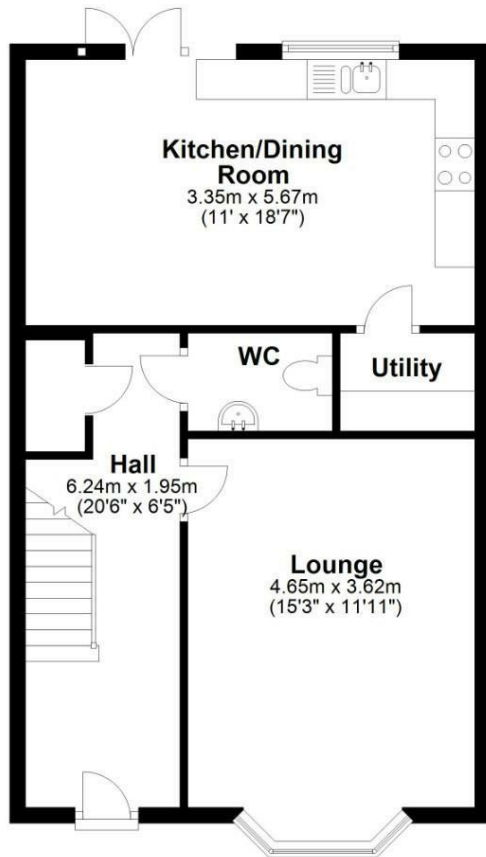 Kitchen/Dining
Room
3.35m x 5.67m
(11' x 18'7")
WC
Utility
Hall
6.24m x 1.95m
(20'6" x 6'5")
Lounge
4.65m x 3.62m
(15'3" x 11'11")